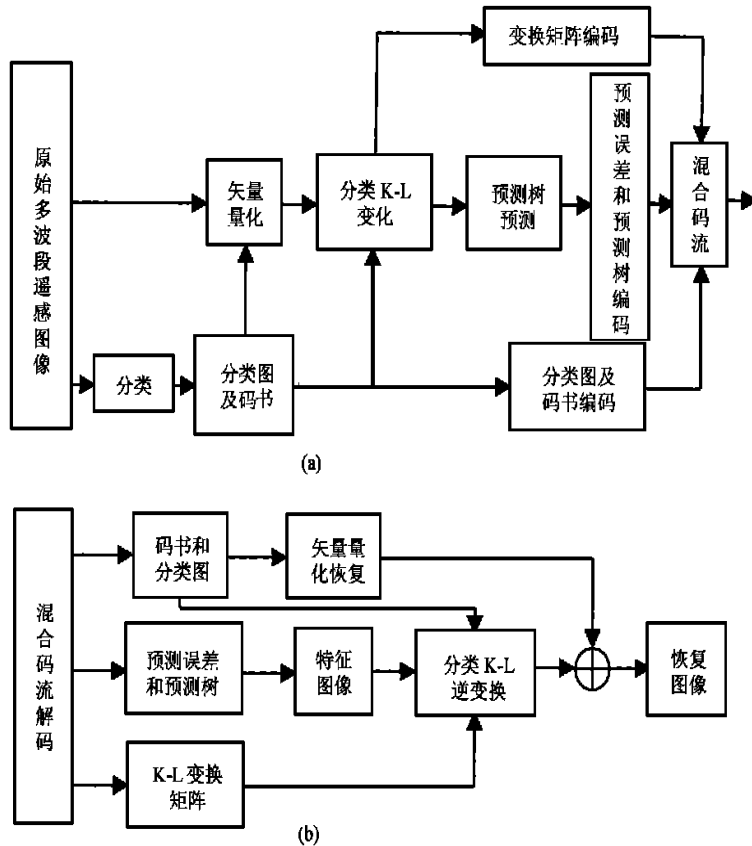 变换矩阵编码
原始多波段遥感图像
矢量
量化
分类 K-L
变化
预测树
预测
预测误差和预测树编码
混合码流
分类
分类图
及码书
分类图及
码书编码
(a)
混合码流解码
码书和
分类图
矢量量
化恢复
预测误差
和预测树
特征
图像
分类 K-L
逆变换
恢复
图像
K-L 变换
矩阵
(b)